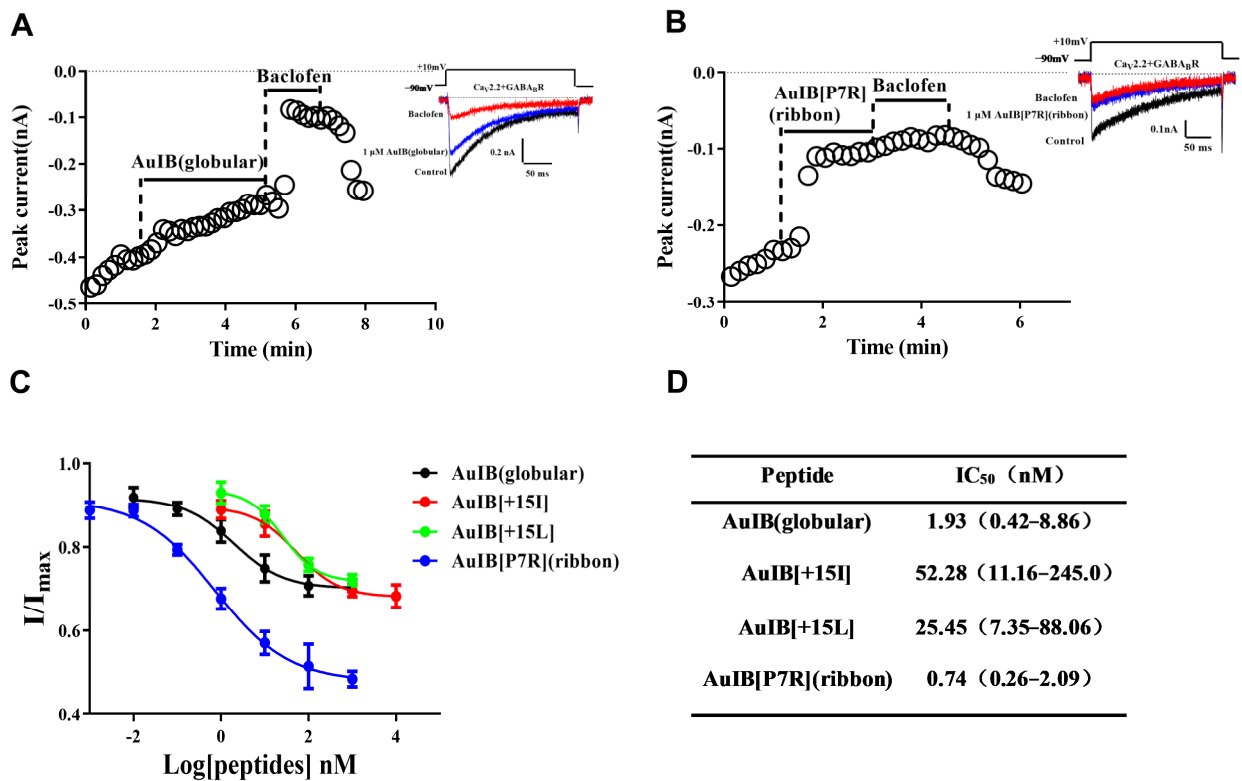 A
Peak current(nA)
0.0
-0.1
-0.2
-0.3
-0.4
-0.5
0
2
4
6
8
10
Time (min)
AuIB(globular)
Baclofen
+10mV
−90mV
CaV2.2+GABABR
Baclofen
1 μM AuIB(globular)
Control
0.2 nA
50 ms
B
Peak current(nA)
0.0
-0.1
-0.2
-0.3
0
2
4
6
Time (min)
AuIB[P7R]
(ribbon)
Baclofen
+10mV
−90mV
CaV2.2+GABABR
Baclofen
1 μM AuIB[P7R](ribbon)
Control
0.1nA
50 ms
C
I/Imax
1.0
0.8
0.6
0.4
-2
0
2
4
Log[peptides] nM
AuIB(globular)
AuIB[+15I]
AuIB[+15L]
AuIB[P7R](ribbon)
D
Peptide IC50（nM）
AuIB(globular) 1.93（0.42–8.86）
AuIB[+15I] 52.28（11.16–245.0）
AuIB[+15L] 25.45（7.35–88.06）
AuIB[P7R](ribbon) 0.74（0.26–2.09）